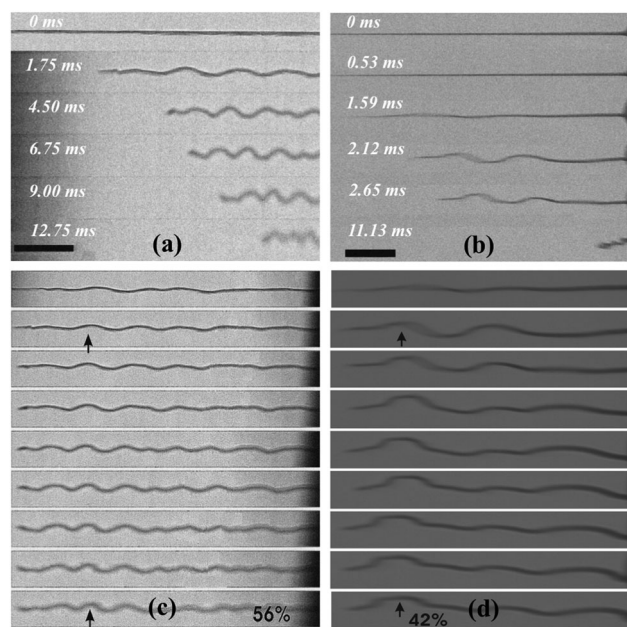 0 ms
1.75 ms
4.50 ms
6.75 ms
9.00 ms
12.75 ms
(a)
0 ms
0.53 ms
1.59 ms
2.12 ms
2.65 ms
11.13 ms
(b)
(c)
56%
(d)
42%